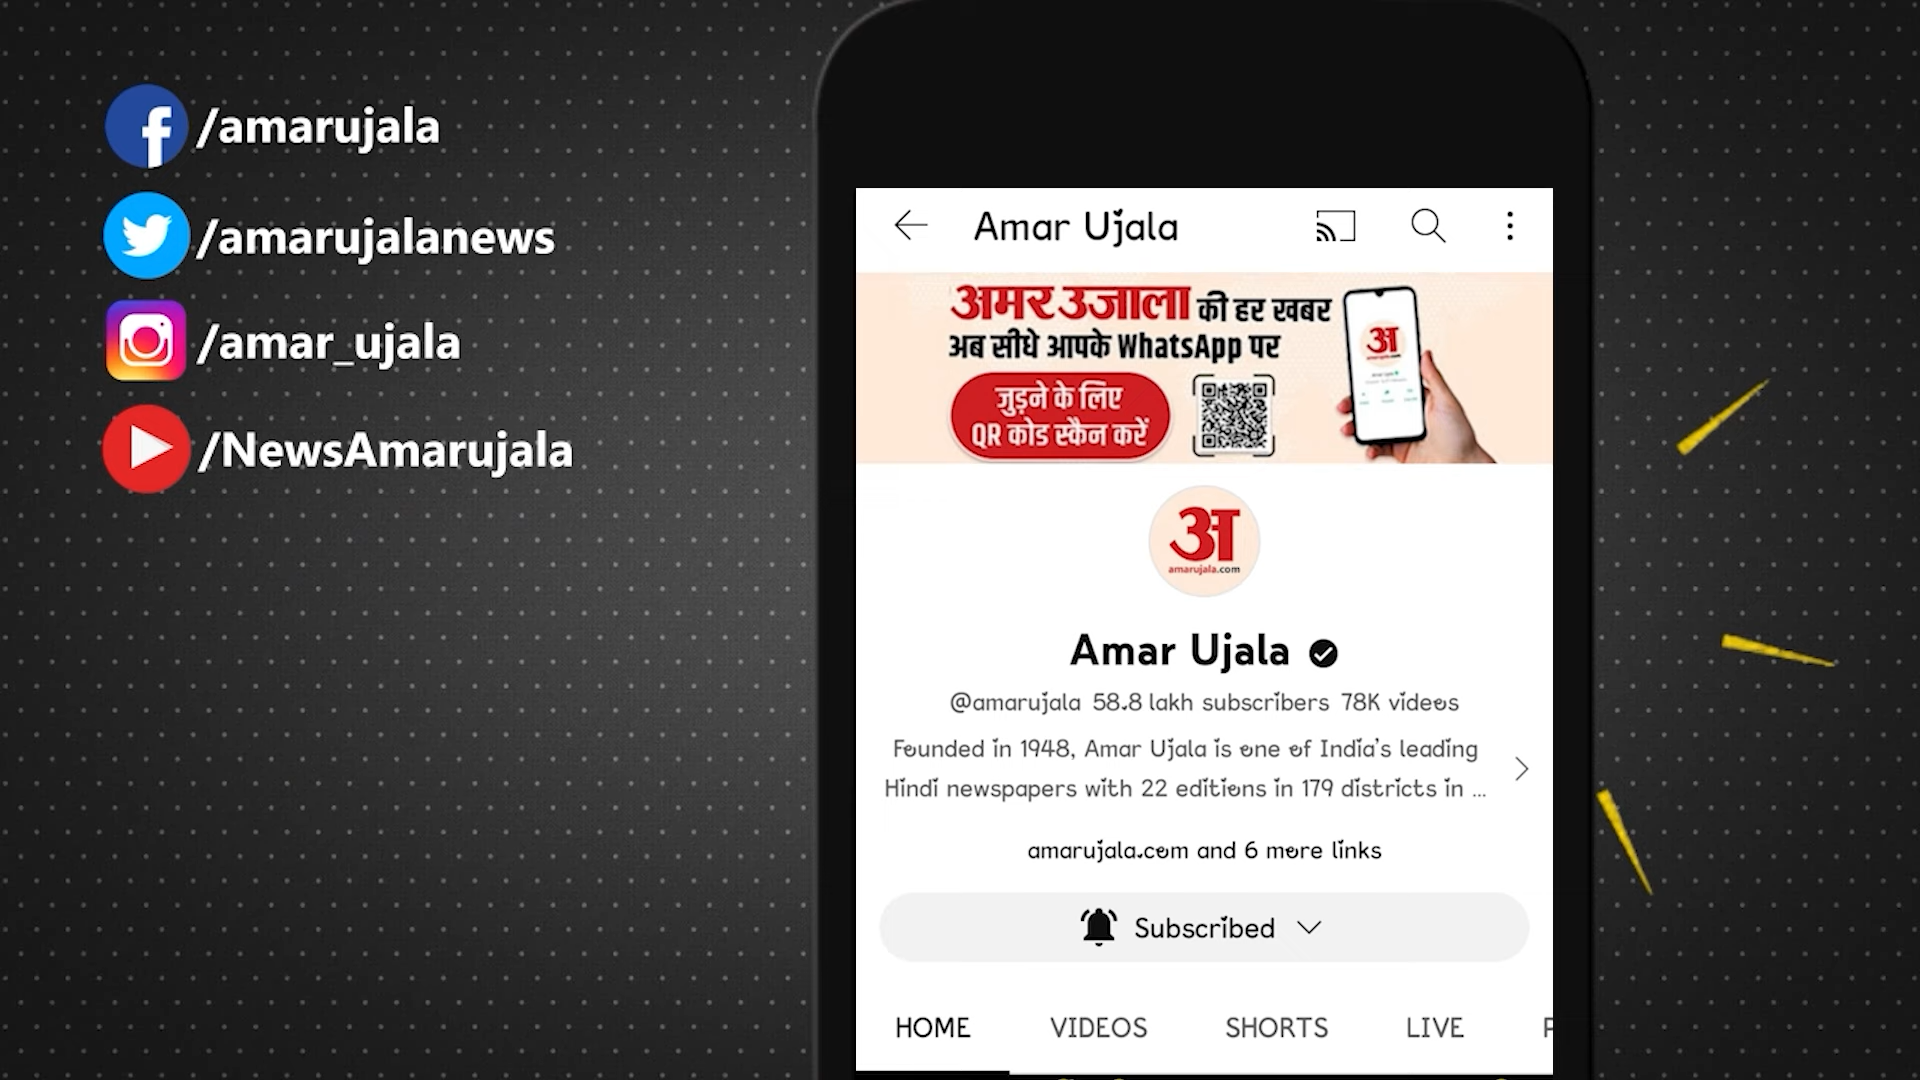 /amarujala
/amarujalanews
/amar_ujala
/NewsAmarujala
Amar Ujala
अमर उजाला की हर खबर
अब सीधे आपके WhatsApp पर
जुड़ने के लिए
QR कोड स्कैन करें
अ
अ
amarujala.com
Amar Ujala
@amarujala 58.8 lakh subscribers 78K videos
Founded in 1948, Amar Ujala is one of India's leading
Hindi newspapers with 22 editions in 179 districts in ...
amarujala.com and 6 more links
Subscribed
HOME VIDEOS SHORTS LIVE